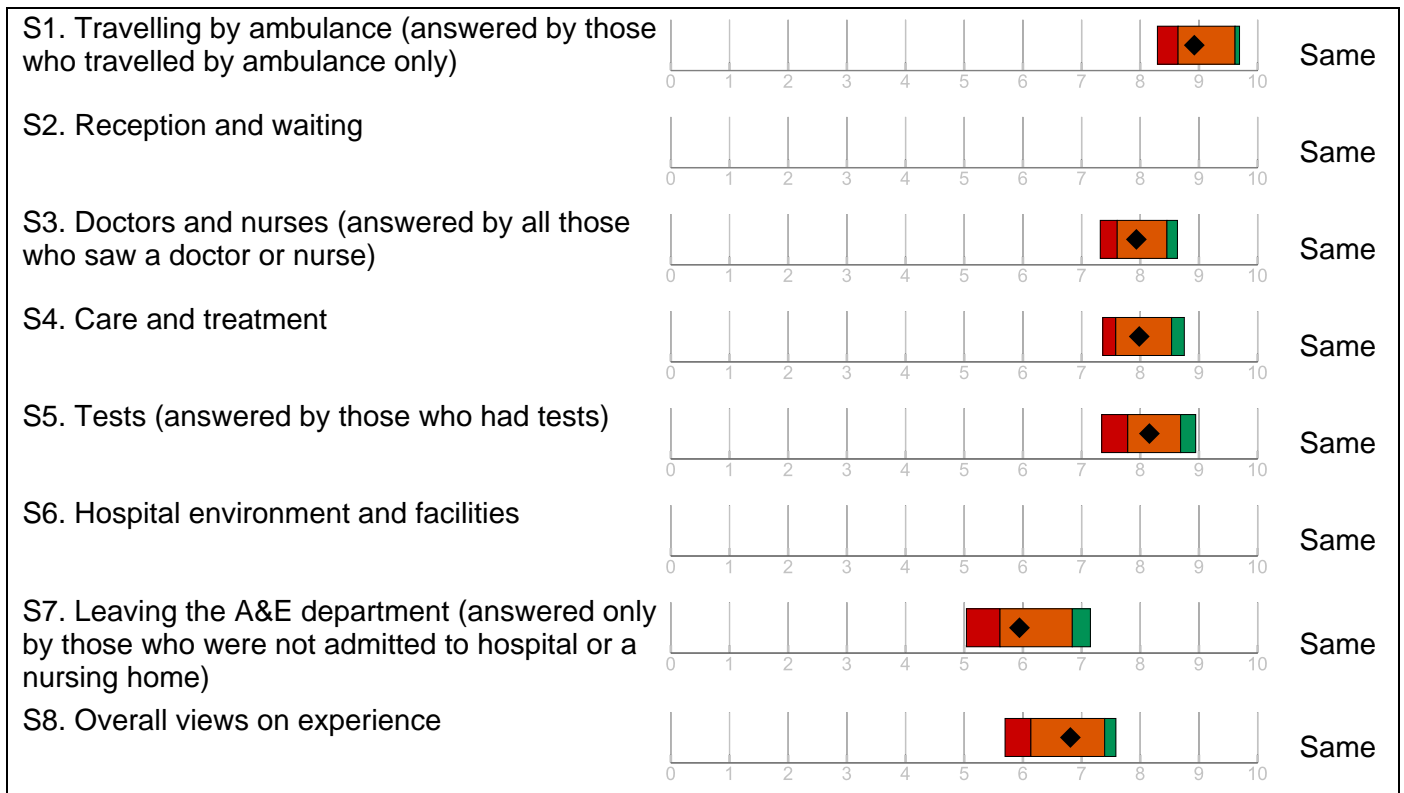 S1. Travelling by ambulance (answered by those
who travelled by ambulance only)
0 1 2 3 4 5 6 7 8 9 10
Same
S2. Reception and waiting
0 1 2 3 4 5 6 7 8 9 10
Same
S3. Doctors and nurses (answered by all those
who saw a doctor or nurse)
0 1 2 3 4 5 6 7 8 9 10
Same
S4. Care and treatment
0 1 2 3 4 5 6 7 8 9 10
Same
S5. Tests (answered by those who had tests)
0 1 2 3 4 5 6 7 8 9 10
Same
S6. Hospital environment and facilities
0 1 2 3 4 5 6 7 8 9 10
Same
S7. Leaving the A&E department (answered only
by those who were not admitted to hospital or a
nursing home)
0 1 2 3 4 5 6 7 8 9 10
Same
S8. Overall views on experience
0 1 2 3 4 5 6 7 8 9 10
Same